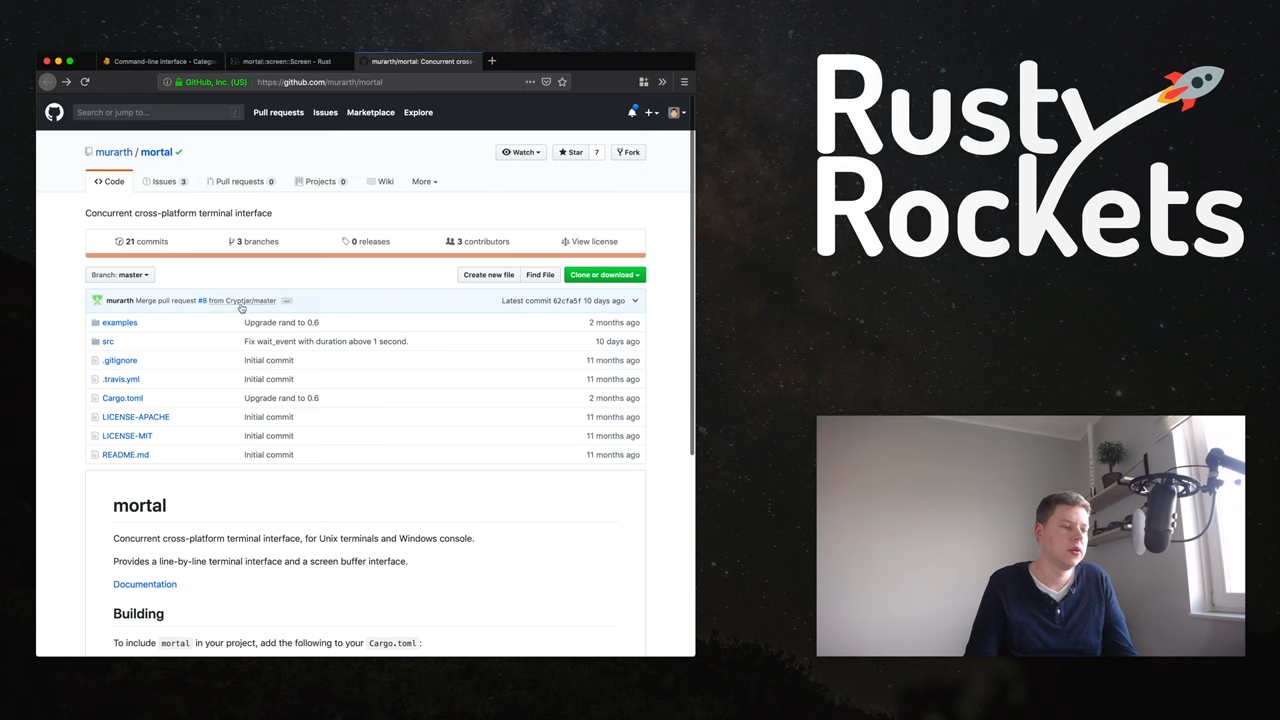 Command-line interface - Catego
mortal::screen::Screen - Rust
murarth/mortal: Concurrent cross-
GitHub, Inc. (US)
https://github.com/murarth/mortal
Search or jump to...
/
Pull requests
Issues
Marketplace
Explore
murarth / mortal
Watch
Star
7
Fork
Code
Issues 3
Pull requests 0
Projects 0
Wiki
More
Concurrent cross-platform terminal interface
21 commits
3 branches
0 releases
3 contributors
View license
Branch: master
Create new file
Find File
Clone or download
murarth Merge pull request #8 from Cryptjar/master
Latest commit 62cfa5f 10 days ago
examples
Upgrade rand to 0.6
2 months ago
src
Fix wait_event with duration above 1 second.
10 days ago
.gitignore
Initial commit
11 months ago
.travis.yml
Initial commit
11 months ago
Cargo.toml
Upgrade rand to 0.6
2 months ago
LICENSE-APACHE
Initial commit
11 months ago
LICENSE-MIT
Initial commit
11 months ago
README.md
Initial commit
11 months ago
mortal
Concurrent cross-platform terminal interface, for Unix terminals and Windows console.
Provides a line-by-line terminal interface and a screen buffer interface.
Documentation
Building
To include mortal in your project, add the following to your Cargo.toml :
Rusty
Rockets